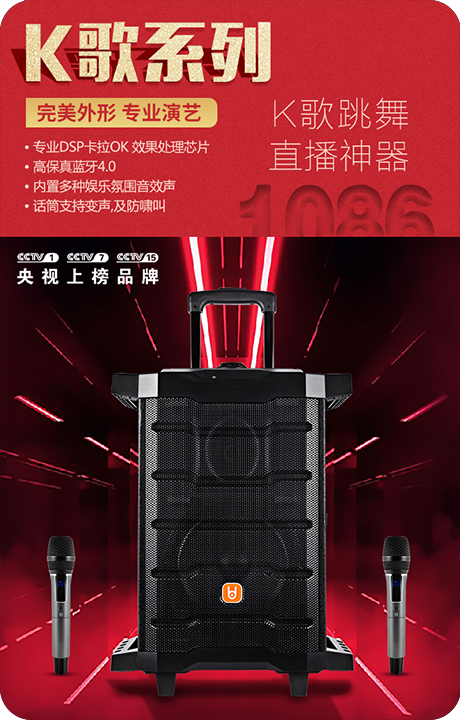 K歌系列
完美外形 专业演艺
• 专业DSP卡拉OK 效果处理芯片
• 高保真蓝牙4.0
• 内置多种娱乐氛围音效声
• 话筒支持变声,及防啸叫
K歌跳舞
直播神器
1086
CCTV 1 CCTV 7 CCTV 15
央视上榜品牌